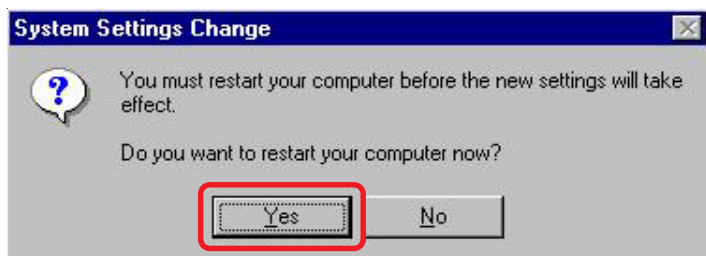 System Settings Change
You must restart your computer before the new settings will take
effect.
Do you want to restart your computer now?
Yes No